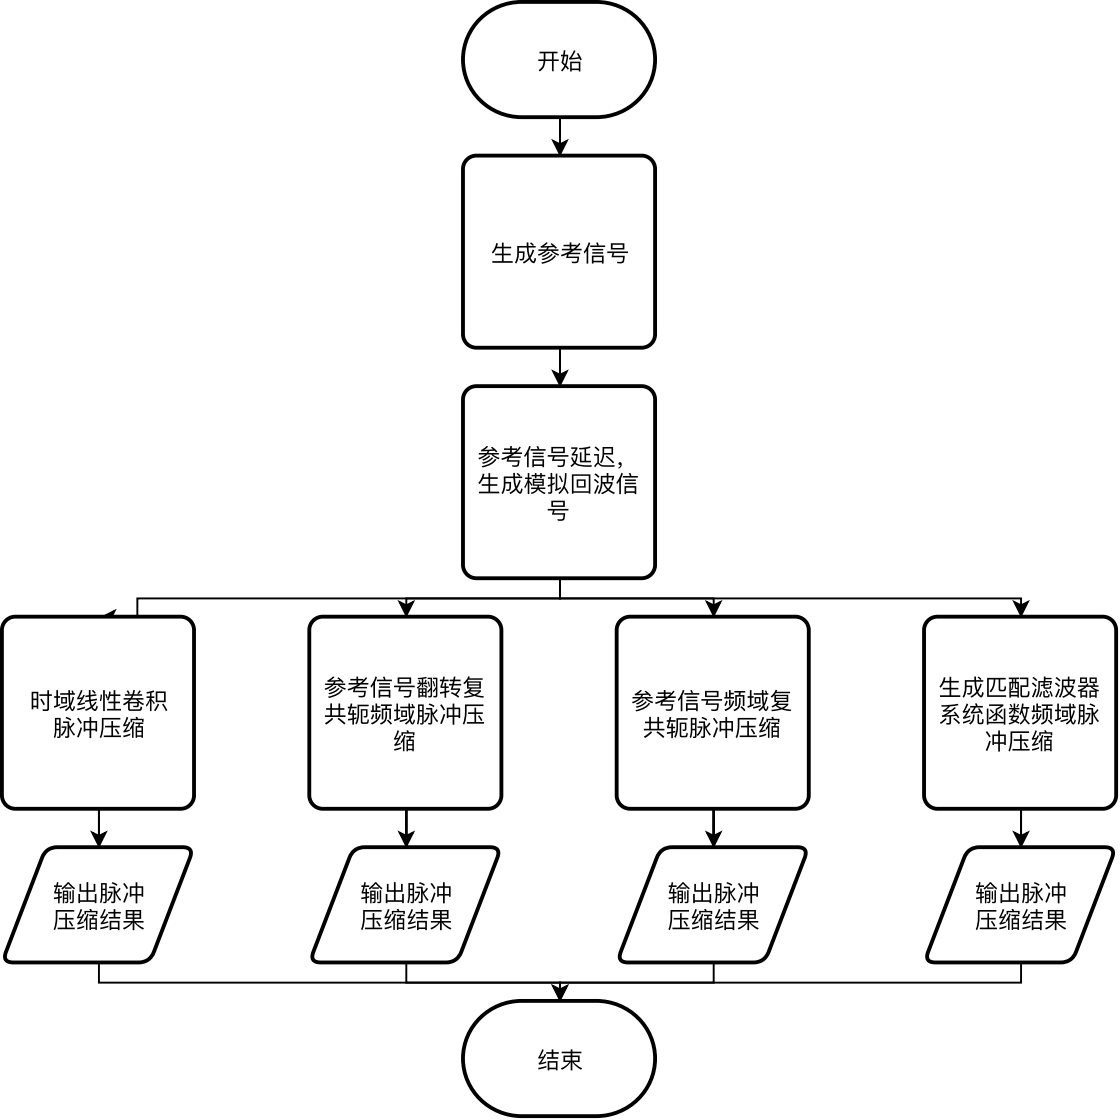 开始
生成参考信号
参考信号延迟，
生成模拟回波信
号
时域线性卷积
脉冲压缩
参考信号翻转复
共轭频域脉冲压
缩
参考信号频域复
共轭脉冲压缩
生成匹配滤波器
系统函数频域脉
冲压缩
输出脉冲
压缩结果
输出脉冲
压缩结果
输出脉冲
压缩结果
输出脉冲
压缩结果
结束